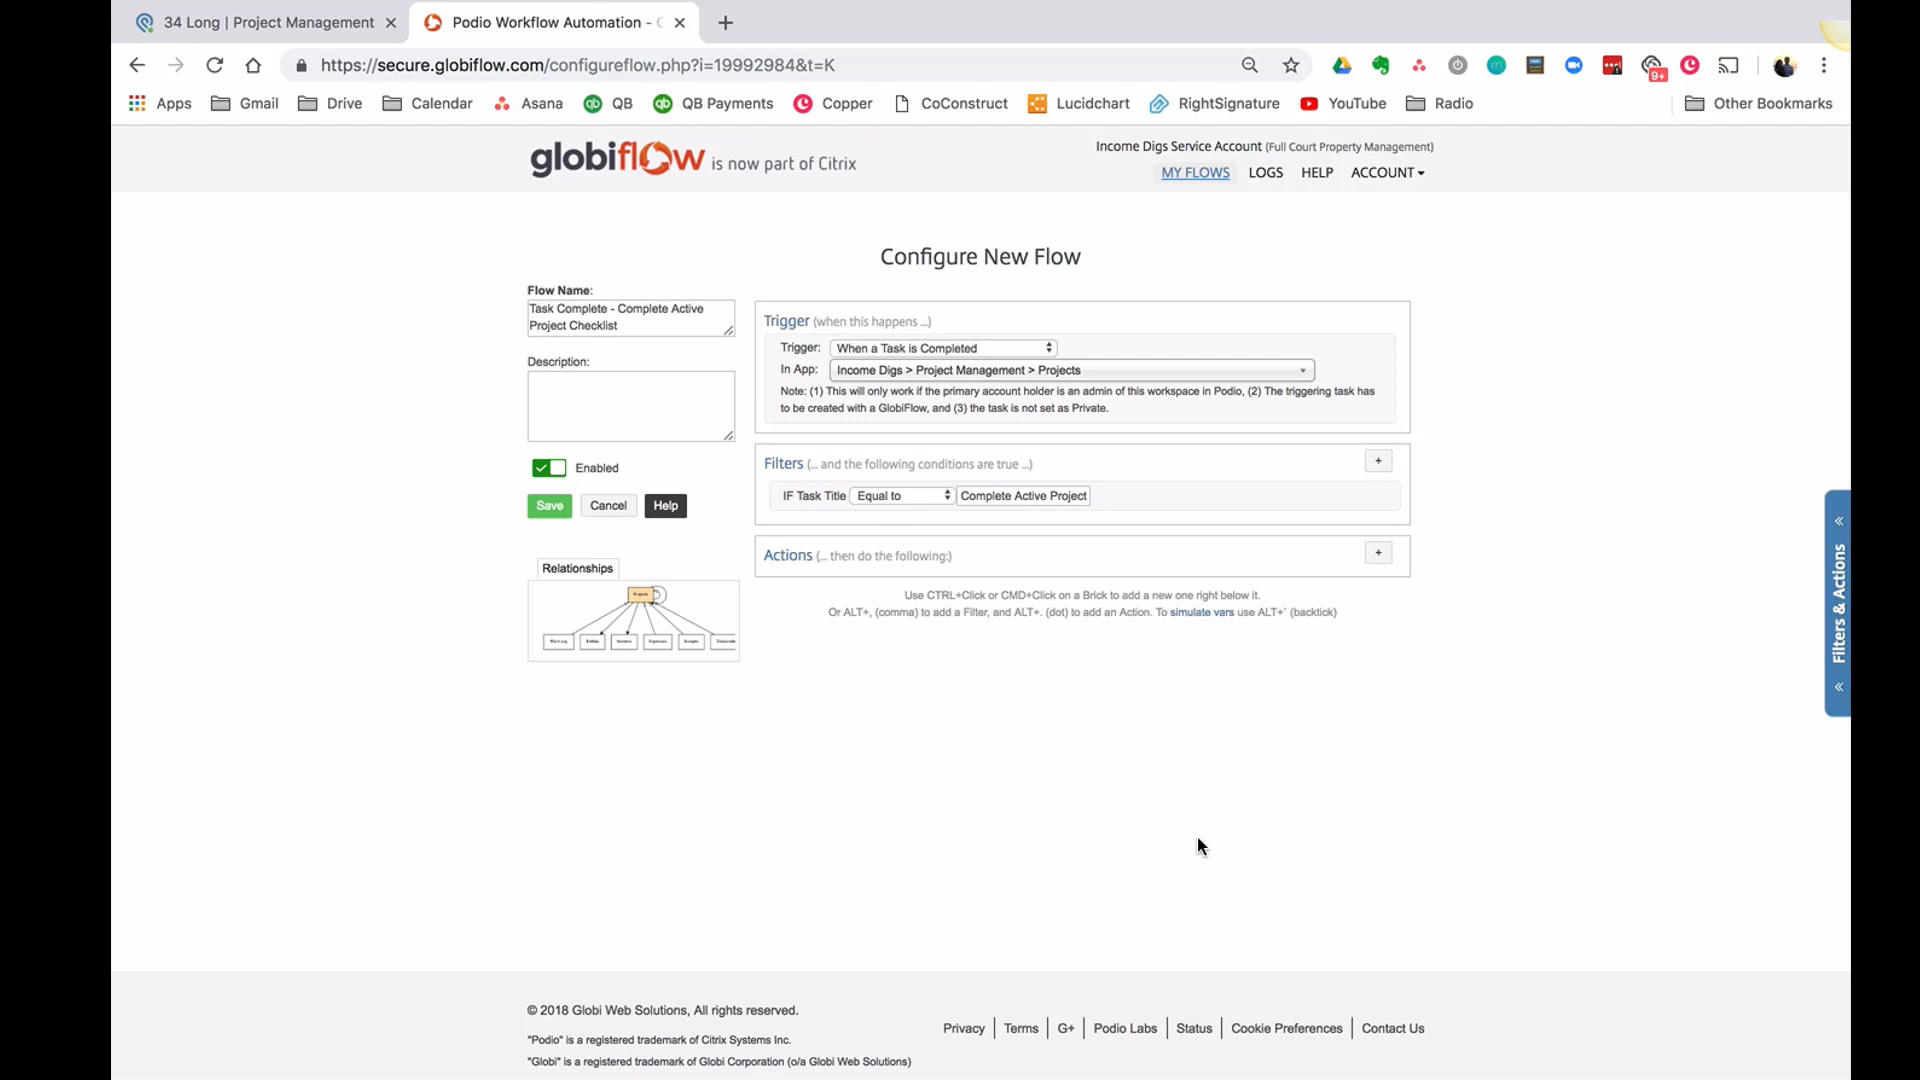 34 Long | Project Management
Podio Workflow Automation - 
https://secure.globiflow.com/configureflow.php?i=19992984&t=K
9+
Apps Gmail Drive Calendar Asana QB QB Payments Copper CoConstruct Lucidchart RightSignature YouTube Radio Other Bookmarks
globiflow is now part of Citrix
Income Digs Service Account (Full Court Property Management)
MY FLOWS LOGS HELP ACCOUNT
Configure New Flow
Flow Name:
Task Complete - Complete Active
Project Checklist
Description:
Enabled
Save Cancel Help
Relationships
Projects
Trigger (when this happens ...)
Trigger: When a Task is Completed
In App: Income Digs > Project Management > Projects
Note: (1) This will only work if the primary account holder is an admin of this workspace in Podio, (2) The triggering task has
to be created with a GlobiFlow, and (3) the task is not set as Private.
Filters (... and the following conditions are true ...)
+
IF Task Title Equal to Complete Active Project
Actions (... then do the following:)
+
Use CTRL+Click or CMD+Click on a Brick to add a new one right below it.
Or ALT+, (comma) to add a Filter, and ALT+. (dot) to add an Action. To simulate vars use ALT+` (backtick)
« Filters & Actions «
© 2018 Globi Web Solutions, All rights reserved.
"Podio" is a registered trademark of Citrix Systems Inc.
"Globi" is a registered trademark of Globi Corporation (o/a Globi Web Solutions)
Privacy | Terms | G+ | Podio Labs | Status | Cookie Preferences | Contact Us